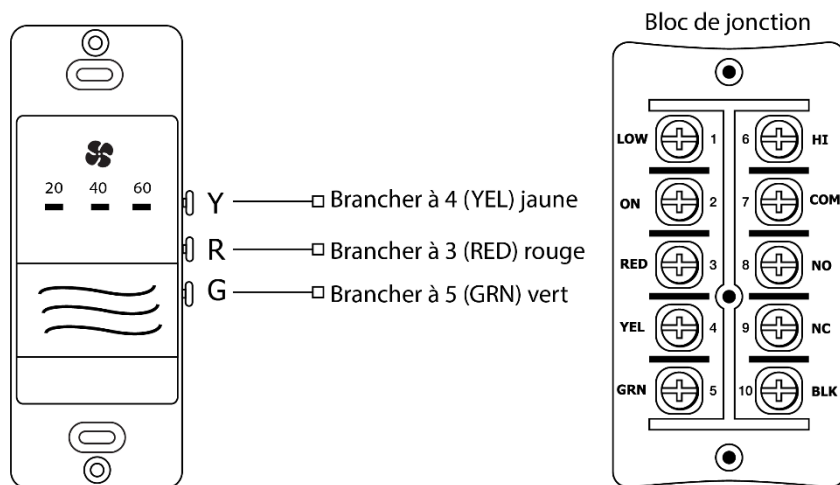 Bloc de jonction
20 40 60
Y Brancher à 4 (YEL) jaune
R Brancher à 3 (RED) rouge
G Brancher à 5 (GRN) vert
LOW 1 6 HI
ON 2 7 COM
RED 3 8 NO
YEL 4 9 NC
GRN 5 10 BLK